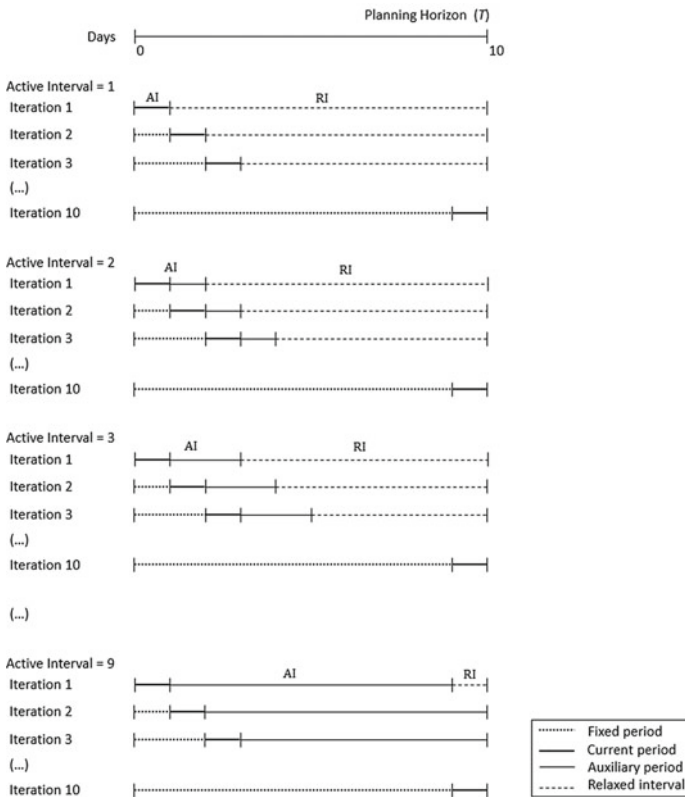 Planning Horizon (T)
Days
0 10
Active Interval = 1
AI RI
Iteration 1
Iteration 2
Iteration 3
(...)
Iteration 10
Active Interval = 2
AI RI
Iteration 1
Iteration 2
Iteration 3
(...)
Iteration 10
Active Interval = 3
AI RI
Iteration 1
Iteration 2
Iteration 3
(...)
Iteration 10
(...)
Active Interval = 9
AI RI
Iteration 1
Iteration 2
Iteration 3
(...)
Iteration 10
Fixed period
Current period
Auxiliary period
Relaxed interval